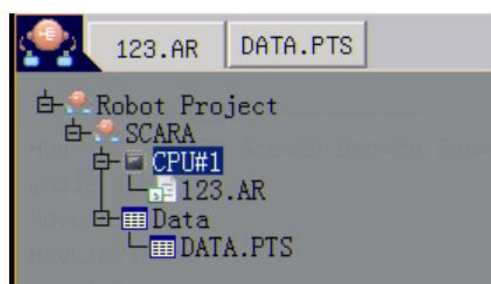 123.AR DATA.PTS
Robot Project
SCARA
CPU#1
123.AR
Data
DATA.PTS